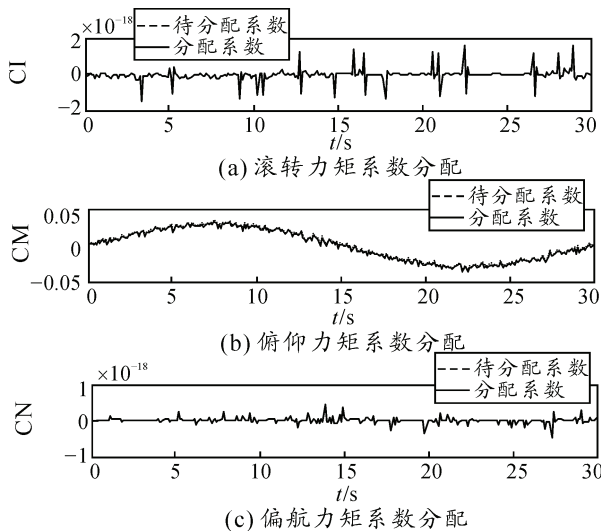 ×10⁻¹⁸
待分配系数
分配系数
2
0
−2
CI
0 5 10 15 20 25 30
t/s
(a) 滚转力矩系数分配
待分配系数
分配系数
0.05
0
−0.05
CM
0 5 10 15 20 25 30
t/s
(b) 俯仰力矩系数分配
×10⁻¹⁸
待分配系数
分配系数
1
0
−1
CN
0 5 10 15 20 25 30
t/s
(c) 偏航力矩系数分配